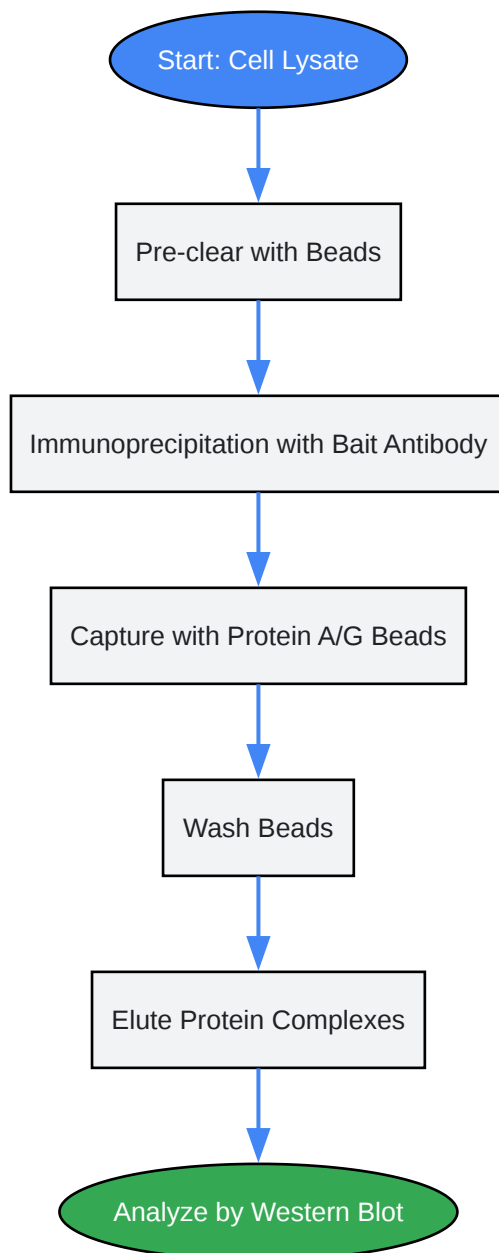 Start: Cell Lysate
Pre-clear with Beads
Immunoprecipitation with Bait Antibody
Capture with Protein A/G Beads
Wash Beads
Elute Protein Complexes
Analyze by Western Blot